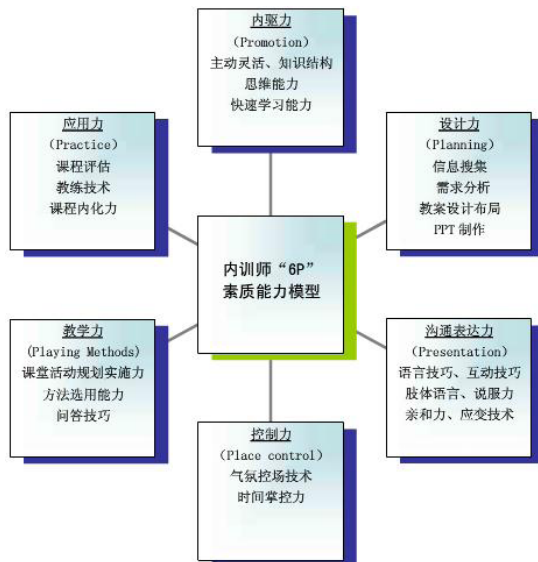 内驱力
(Promotion)
主动灵活、知识结构
思维能力
快速学习能力
应用力
(Practice)
课程评估
教练技术
课程内化力
设计力
(Planning)
信息搜集
需求分析
教案设计布局
PPT 制作
内训师“6P”
素质能力模型
教学力
(Playing Methods)
课堂活动规划实施力
方法选用能力
问答技巧
沟通表达力
(Presentation)
语言技巧、互动技巧
肢体语言、说服力
亲和力、应变技术
控制力
(Place control)
气氛控场技术
时间掌控力